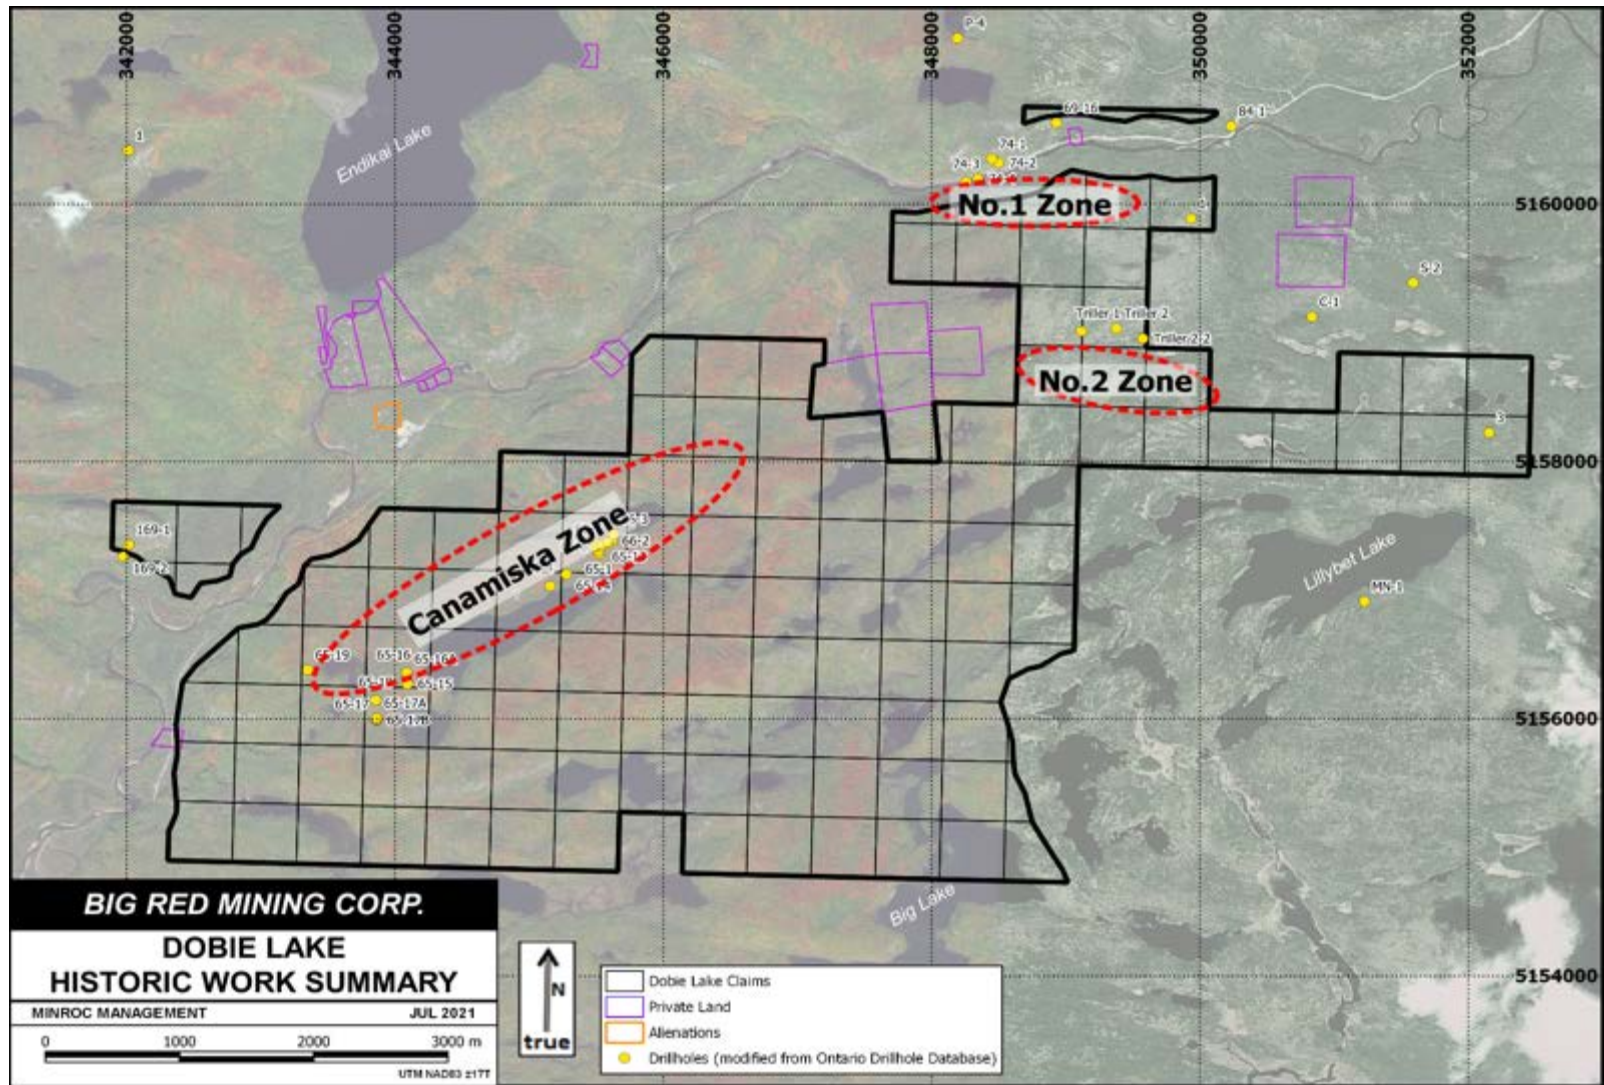 342000
344000
346000
348000
350000
352000
P-4
1
Endikai Lake
69-16
84-1
74-1
74-3
74-2
5160000
No.1 Zone
S-2
C-1
Triller 1
Triller 2
Triller 2-2
No.2 Zone
3
5158000
169-1
169-2
Canamiska Zone
66-2
65-1
Lillybet Lake
MN-1
65-19
65-16
65-16A
65-15
65-17
65-17A
65-17B
5156000
Big Lake
5154000
BIG RED MINING CORP.
DOBIE LAKE
HISTORIC WORK SUMMARY
MINROC MANAGEMENT
JUL 2021
0
1000
2000
3000 m
UTM NAD83 z17T
N
true
Dobie Lake Claims
Private Land
Alienations
Drillholes (modified from Ontario Drillhole Database)